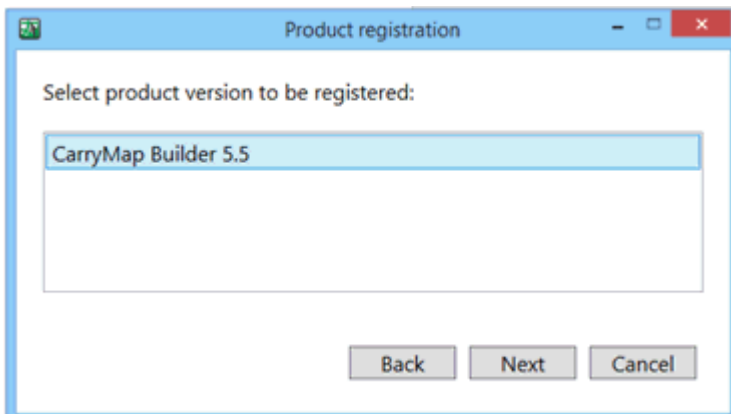 Product registration
Select product version to be registered:
CarryMap Builder 5.5
Back Next Cancel